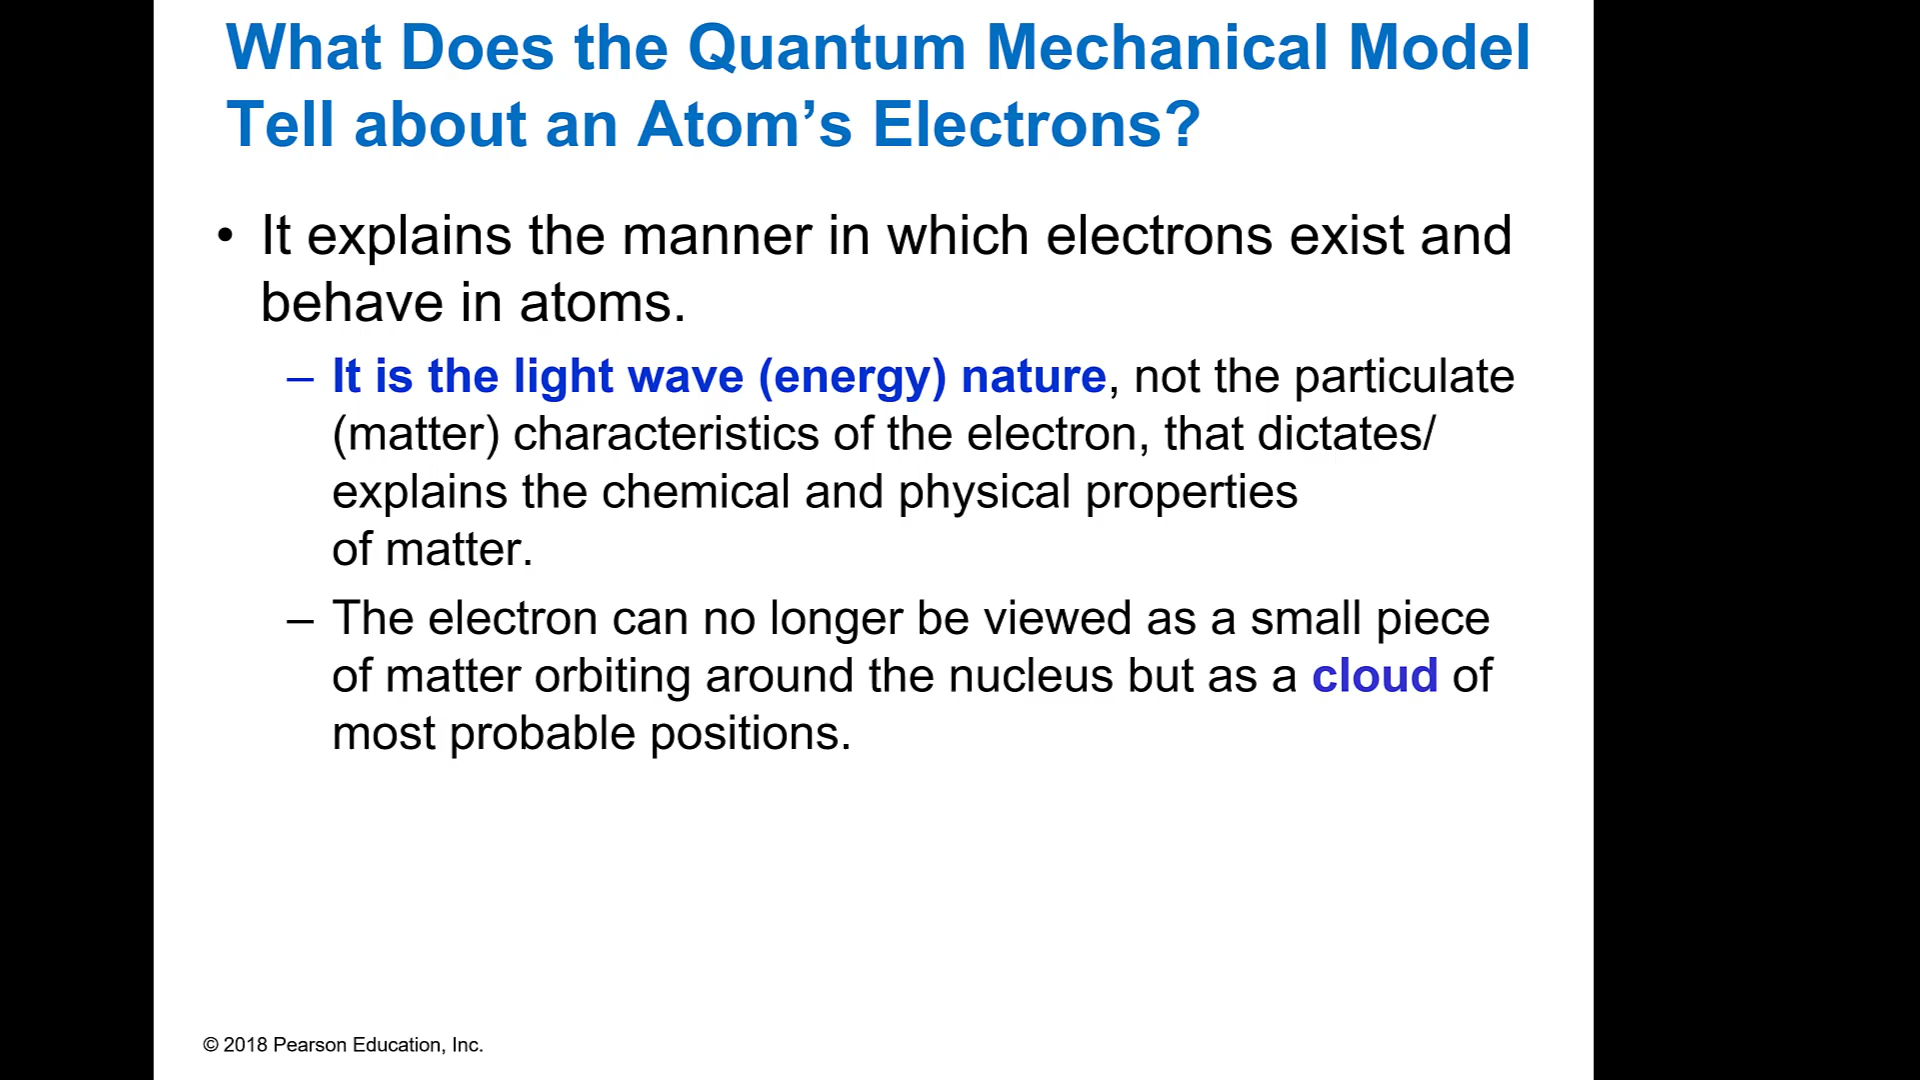 What Does the Quantum Mechanical Model
Tell about an Atom’s Electrons?
• It explains the manner in which electrons exist and
behave in atoms.
– It is the light wave (energy) nature, not the particulate
(matter) characteristics of the electron, that dictates/
explains the chemical and physical properties
of matter.
– The electron can no longer be viewed as a small piece
of matter orbiting around the nucleus but as a cloud of
most probable positions.
© 2018 Pearson Education, Inc.